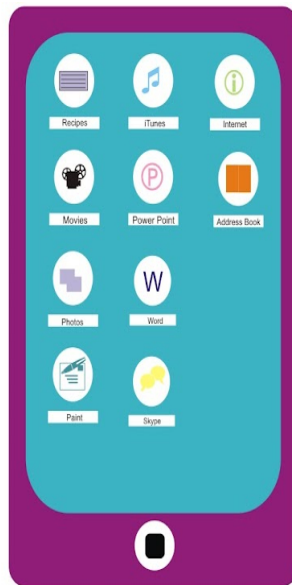 Recipes
iTunes
Internet
Movies
P
Power Point
Address Book
Photos
W
Word
Paint
Skype